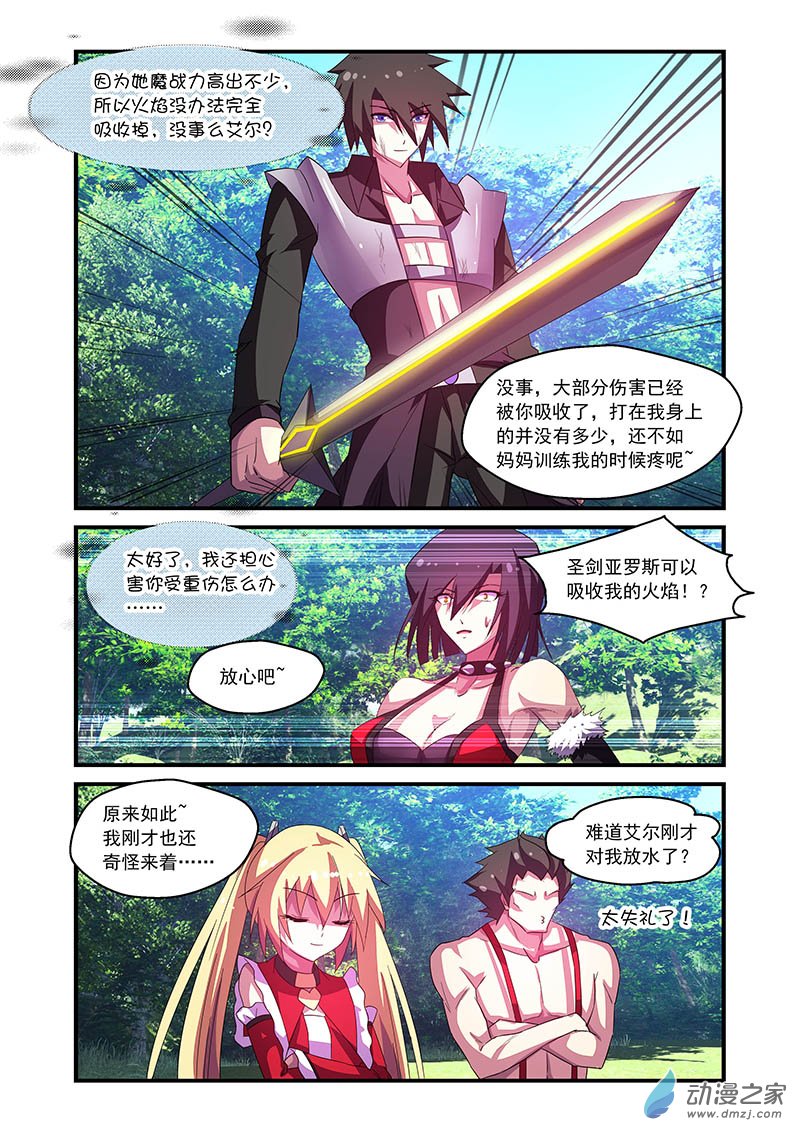 因为她魔战力高出不少，
所以火焰没办法完全
吸收掉，没事么艾尔？
没事，大部分伤害已经
被你吸收了，打在我身上
的并没有多少，还不如
妈妈训练我的时候疼呢~
太好了，我还担心
害你受重伤怎么办
……
放心吧~
圣剑亚罗斯可以
吸收我的火焰！？
原来如此~
我刚才也还
奇怪来着……
难道艾尔刚才
对我放水了？
太失礼了！
动漫之家
www.dmzj.com